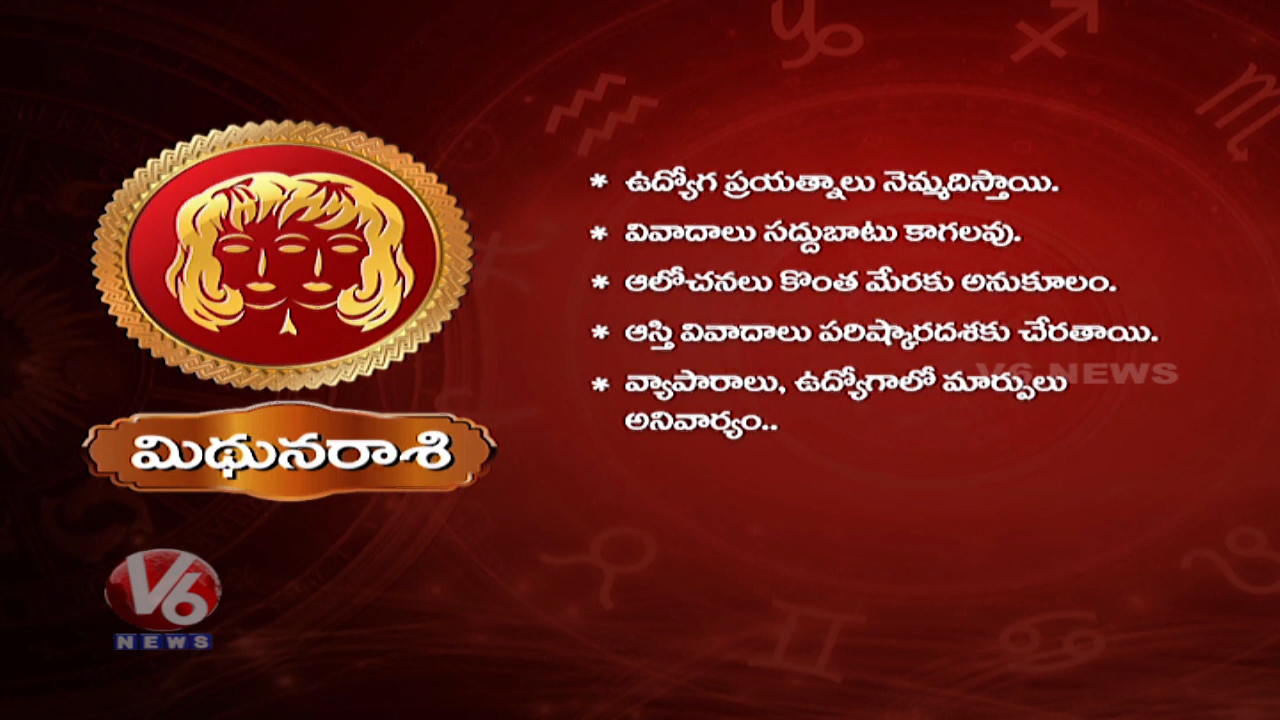 * ఉద్యోగ ప్రయత్నాలు నెమ్మదిస్తాయి.
* వివాదాలు సద్దుబాటు కాగలవు.
* ఆలోచనలు కొంత మేరకు అనుకూలం.
* ఆస్తి వివాదాలు పరిష్కారదశకు చేరతాయి.
* వ్యాపారాలు, ఉద్యోగాలో మార్పులు
అనివార్యం..
V6 NEWS
మిథునరాశి
V6
NEWS